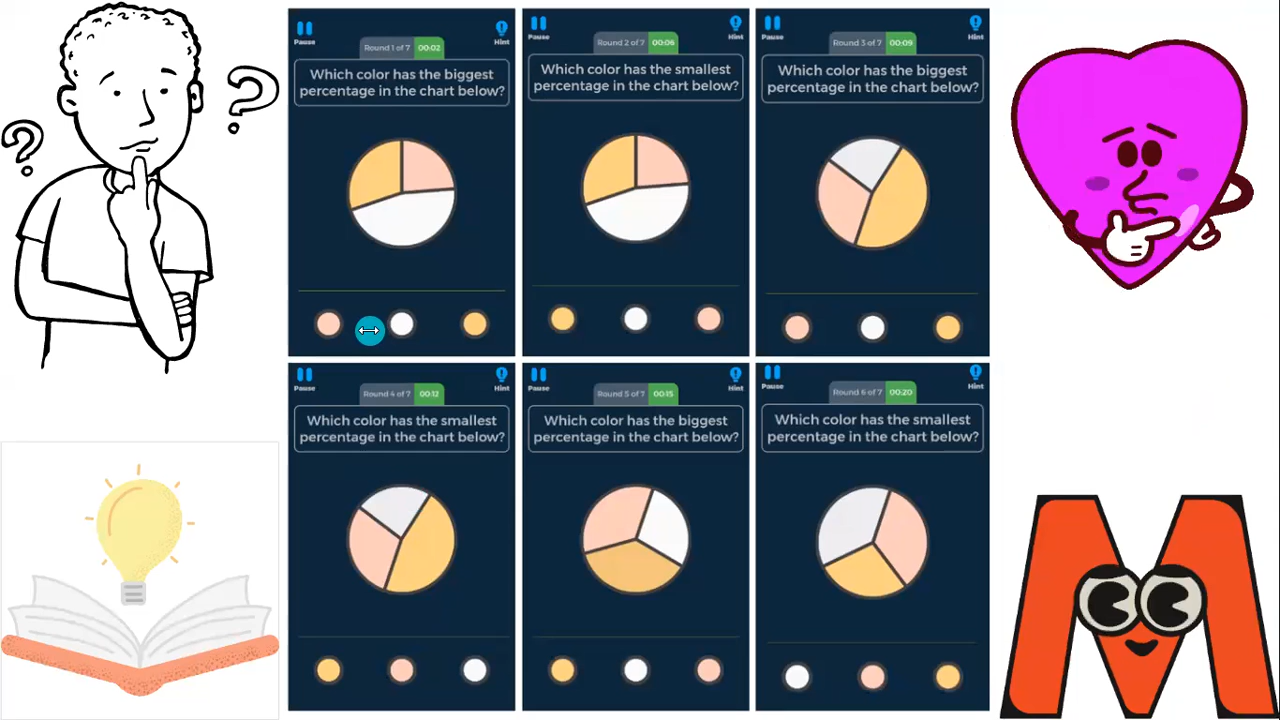 Pause
Round 1 of 7 00:02
Hint
Which color has the biggest
percentage in the chart below?
Pause
Round 2 of 7 00:06
Hint
Which color has the smallest
percentage in the chart below?
Pause
Round 3 of 7 00:09
Hint
Which color has the biggest
percentage in the chart below?
Pause
Round 4 of 7 00:12
Hint
Which color has the smallest
percentage in the chart below?
Pause
Round 5 of 7 00:15
Hint
Which color has the biggest
percentage in the chart below?
Pause
Round 6 of 7 00:20
Hint
Which color has the smallest
percentage in the chart below?
? ?
M